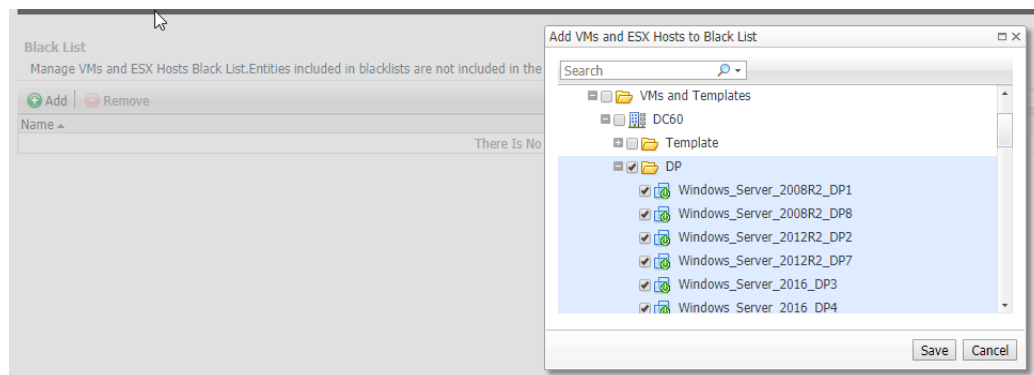 Black List
Manage VMs and ESX Hosts Black List.Entities included in blacklists are not included in the
Add Remove
Name
There Is No
Add VMs and ESX Hosts to Black List
Search
VMs and Templates
DC60
Template
DP
Windows_Server_2008R2_DP1
Windows_Server_2008R2_DP8
Windows_Server_2012R2_DP2
Windows_Server_2012R2_DP7
Windows_Server_2016_DP3
Windows_Server_2016_DP4
Save Cancel